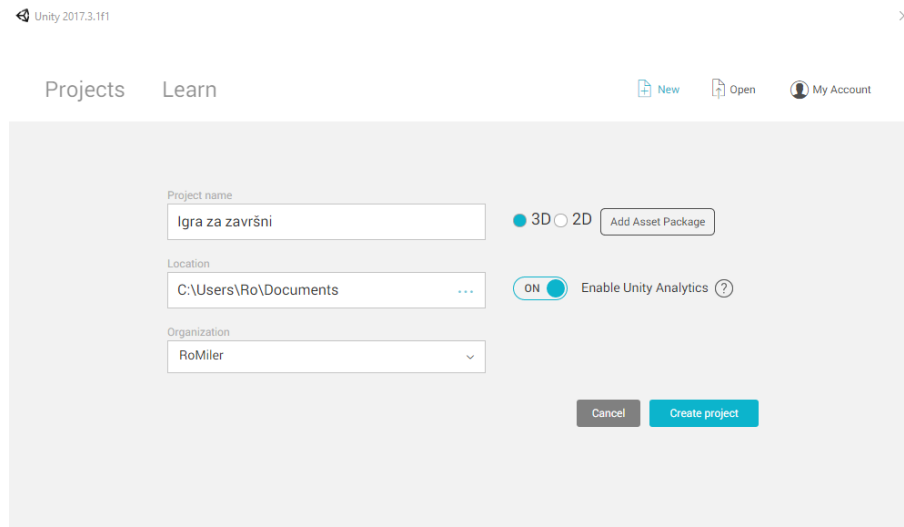 Unity 2017.3.1f1
Projects Learn New Open My Account
Project name
Igra za završni
3D 2D Add Asset Package
Location
C:\Users\Ro\Documents ...
ON Enable Unity Analytics ?
Organization
RoMiler
Cancel Create project